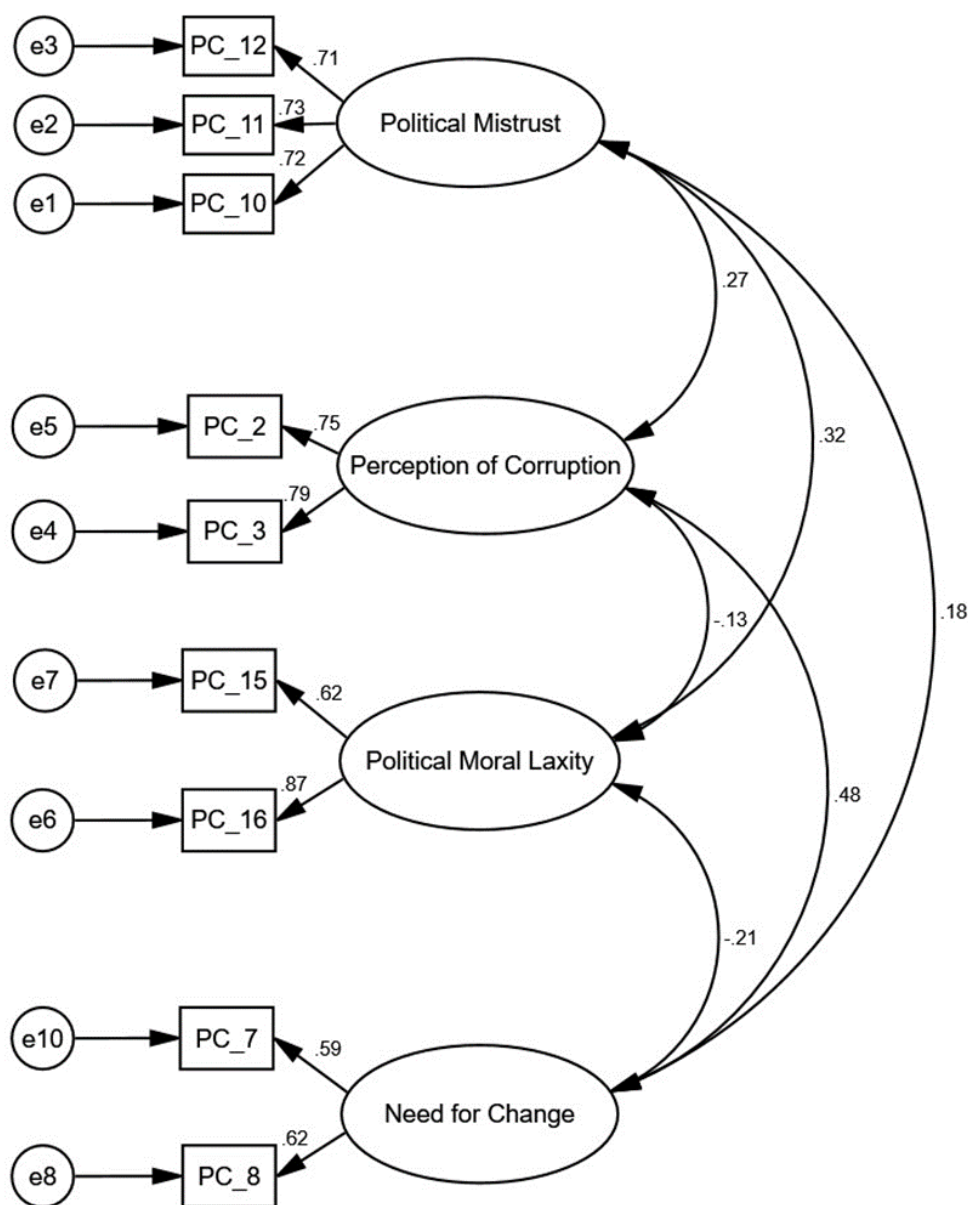 e3
PC_12
.71
e2
PC_11
.73
Political Mistrust
e1
PC_10
.72
.27
e5
PC_2
.75
.32
Perception of Corruption
e4
PC_3
.79
-.13
.18
e7
PC_15
.62
Political Moral Laxity
e6
PC_16
.87
.48
-.21
e10
PC_7
.59
Need for Change
e8
PC_8
.62